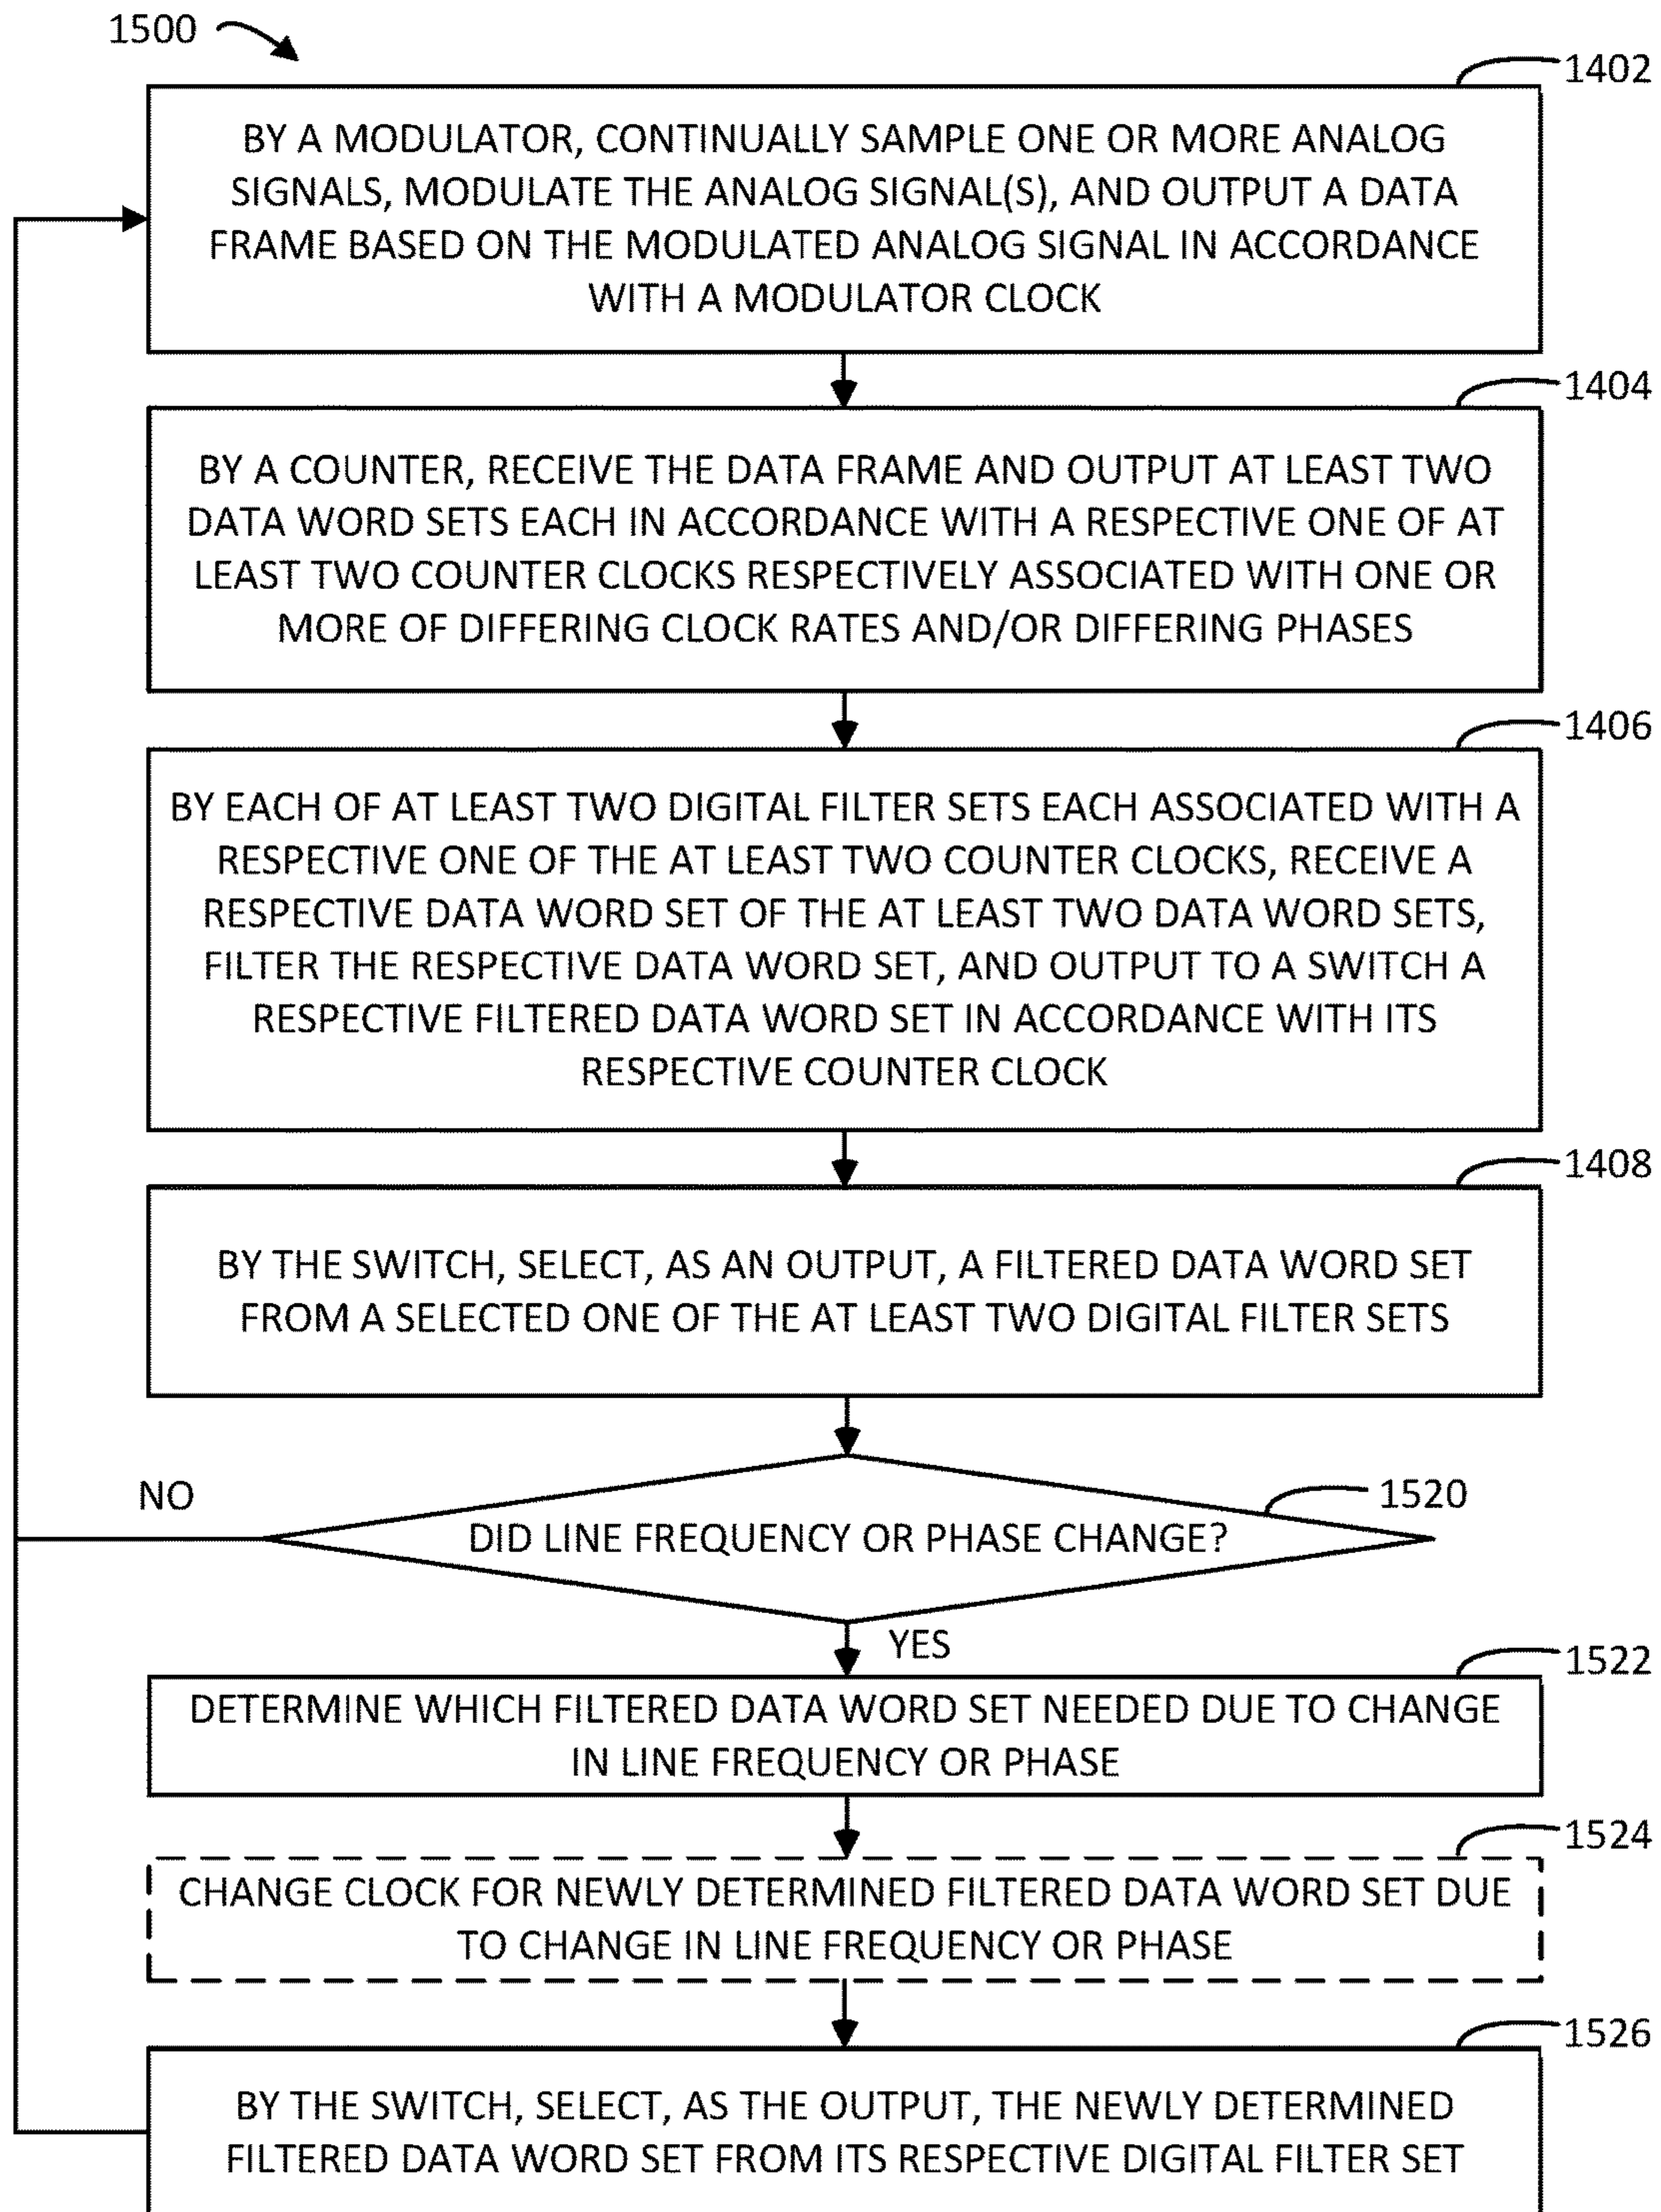 1500
1402
BY A MODULATOR, CONTINUALLY SAMPLE ONE OR MORE ANALOG
SIGNALS, MODULATE THE ANALOG SIGNAL(S), AND OUTPUT A DATA
FRAME BASED ON THE MODULATED ANALOG SIGNAL IN ACCORDANCE
WITH A MODULATOR CLOCK
1404
BY A COUNTER, RECEIVE THE DATA FRAME AND OUTPUT AT LEAST TWO
DATA WORD SETS EACH IN ACCORDANCE WITH A RESPECTIVE ONE OF AT
LEAST TWO COUNTER CLOCKS RESPECTIVELY ASSOCIATED WITH ONE OR
MORE OF DIFFERING CLOCK RATES AND/OR DIFFERING PHASES
1406
BY EACH OF AT LEAST TWO DIGITAL FILTER SETS EACH ASSOCIATED WITH A
RESPECTIVE ONE OF THE AT LEAST TWO COUNTER CLOCKS, RECEIVE A
RESPECTIVE DATA WORD SET OF THE AT LEAST TWO DATA WORD SETS,
FILTER THE RESPECTIVE DATA WORD SET, AND OUTPUT TO A SWITCH A
RESPECTIVE FILTERED DATA WORD SET IN ACCORDANCE WITH ITS
RESPECTIVE COUNTER CLOCK
1408
BY THE SWITCH, SELECT, AS AN OUTPUT, A FILTERED DATA WORD SET
FROM A SELECTED ONE OF THE AT LEAST TWO DIGITAL FILTER SETS
NO
1520
DID LINE FREQUENCY OR PHASE CHANGE?
YES
1522
DETERMINE WHICH FILTERED DATA WORD SET NEEDED DUE TO CHANGE
IN LINE FREQUENCY OR PHASE
1524
CHANGE CLOCK FOR NEWLY DETERMINED FILTERED DATA WORD SET DUE
TO CHANGE IN LINE FREQUENCY OR PHASE
1526
BY THE SWITCH, SELECT, AS THE OUTPUT, THE NEWLY DETERMINED
FILTERED DATA WORD SET FROM ITS RESPECTIVE DIGITAL FILTER SET